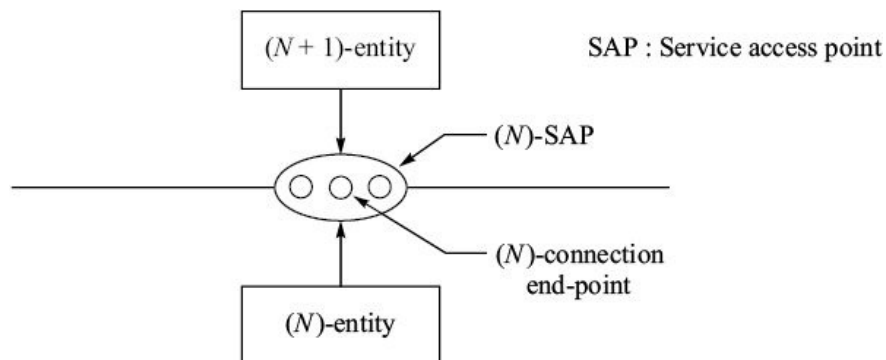 (N + 1)-entity
SAP : Service access point
(N)-SAP
(N)-connection
end-point
(N)-entity